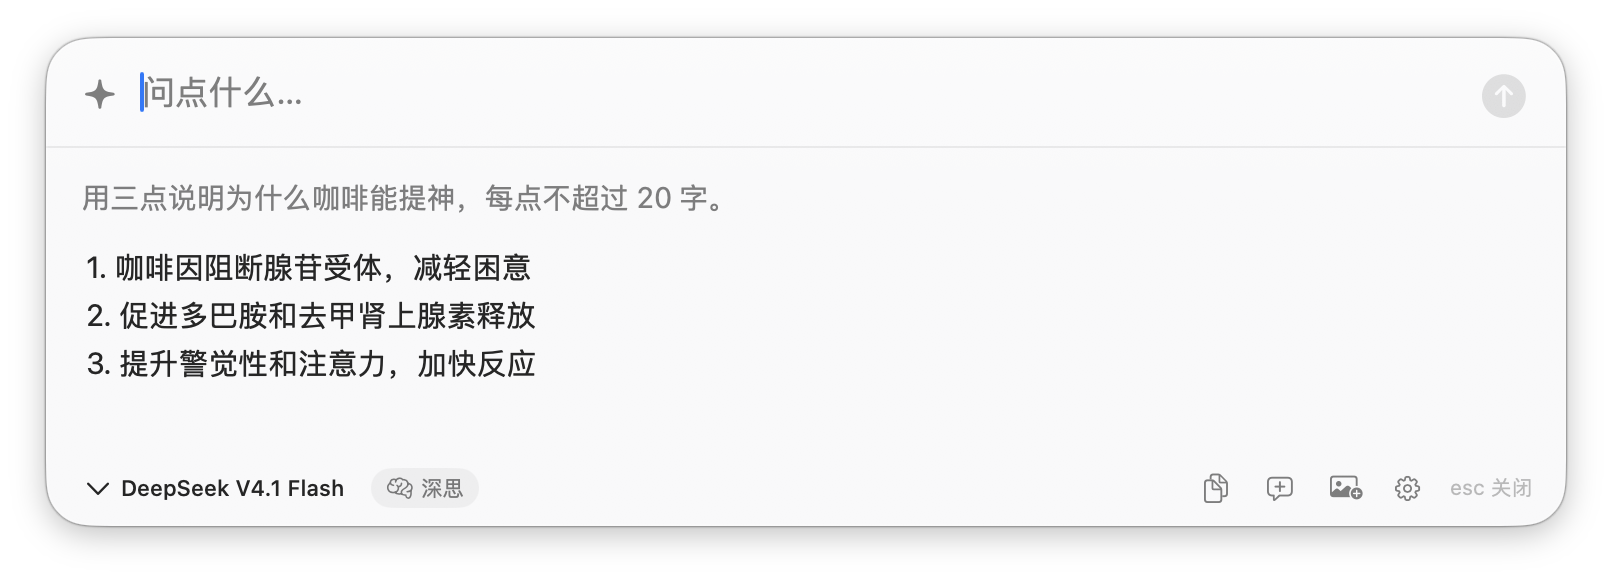 问点什么...
用三点说明为什么咖啡能提神，每点不超过 20 字。
1. 咖啡因阻断腺苷受体，减轻困意
2. 促进多巴胺和去甲肾上腺素释放
3. 提升警觉性和注意力，加快反应
DeepSeek V4.1 Flash 深思 esc 关闭